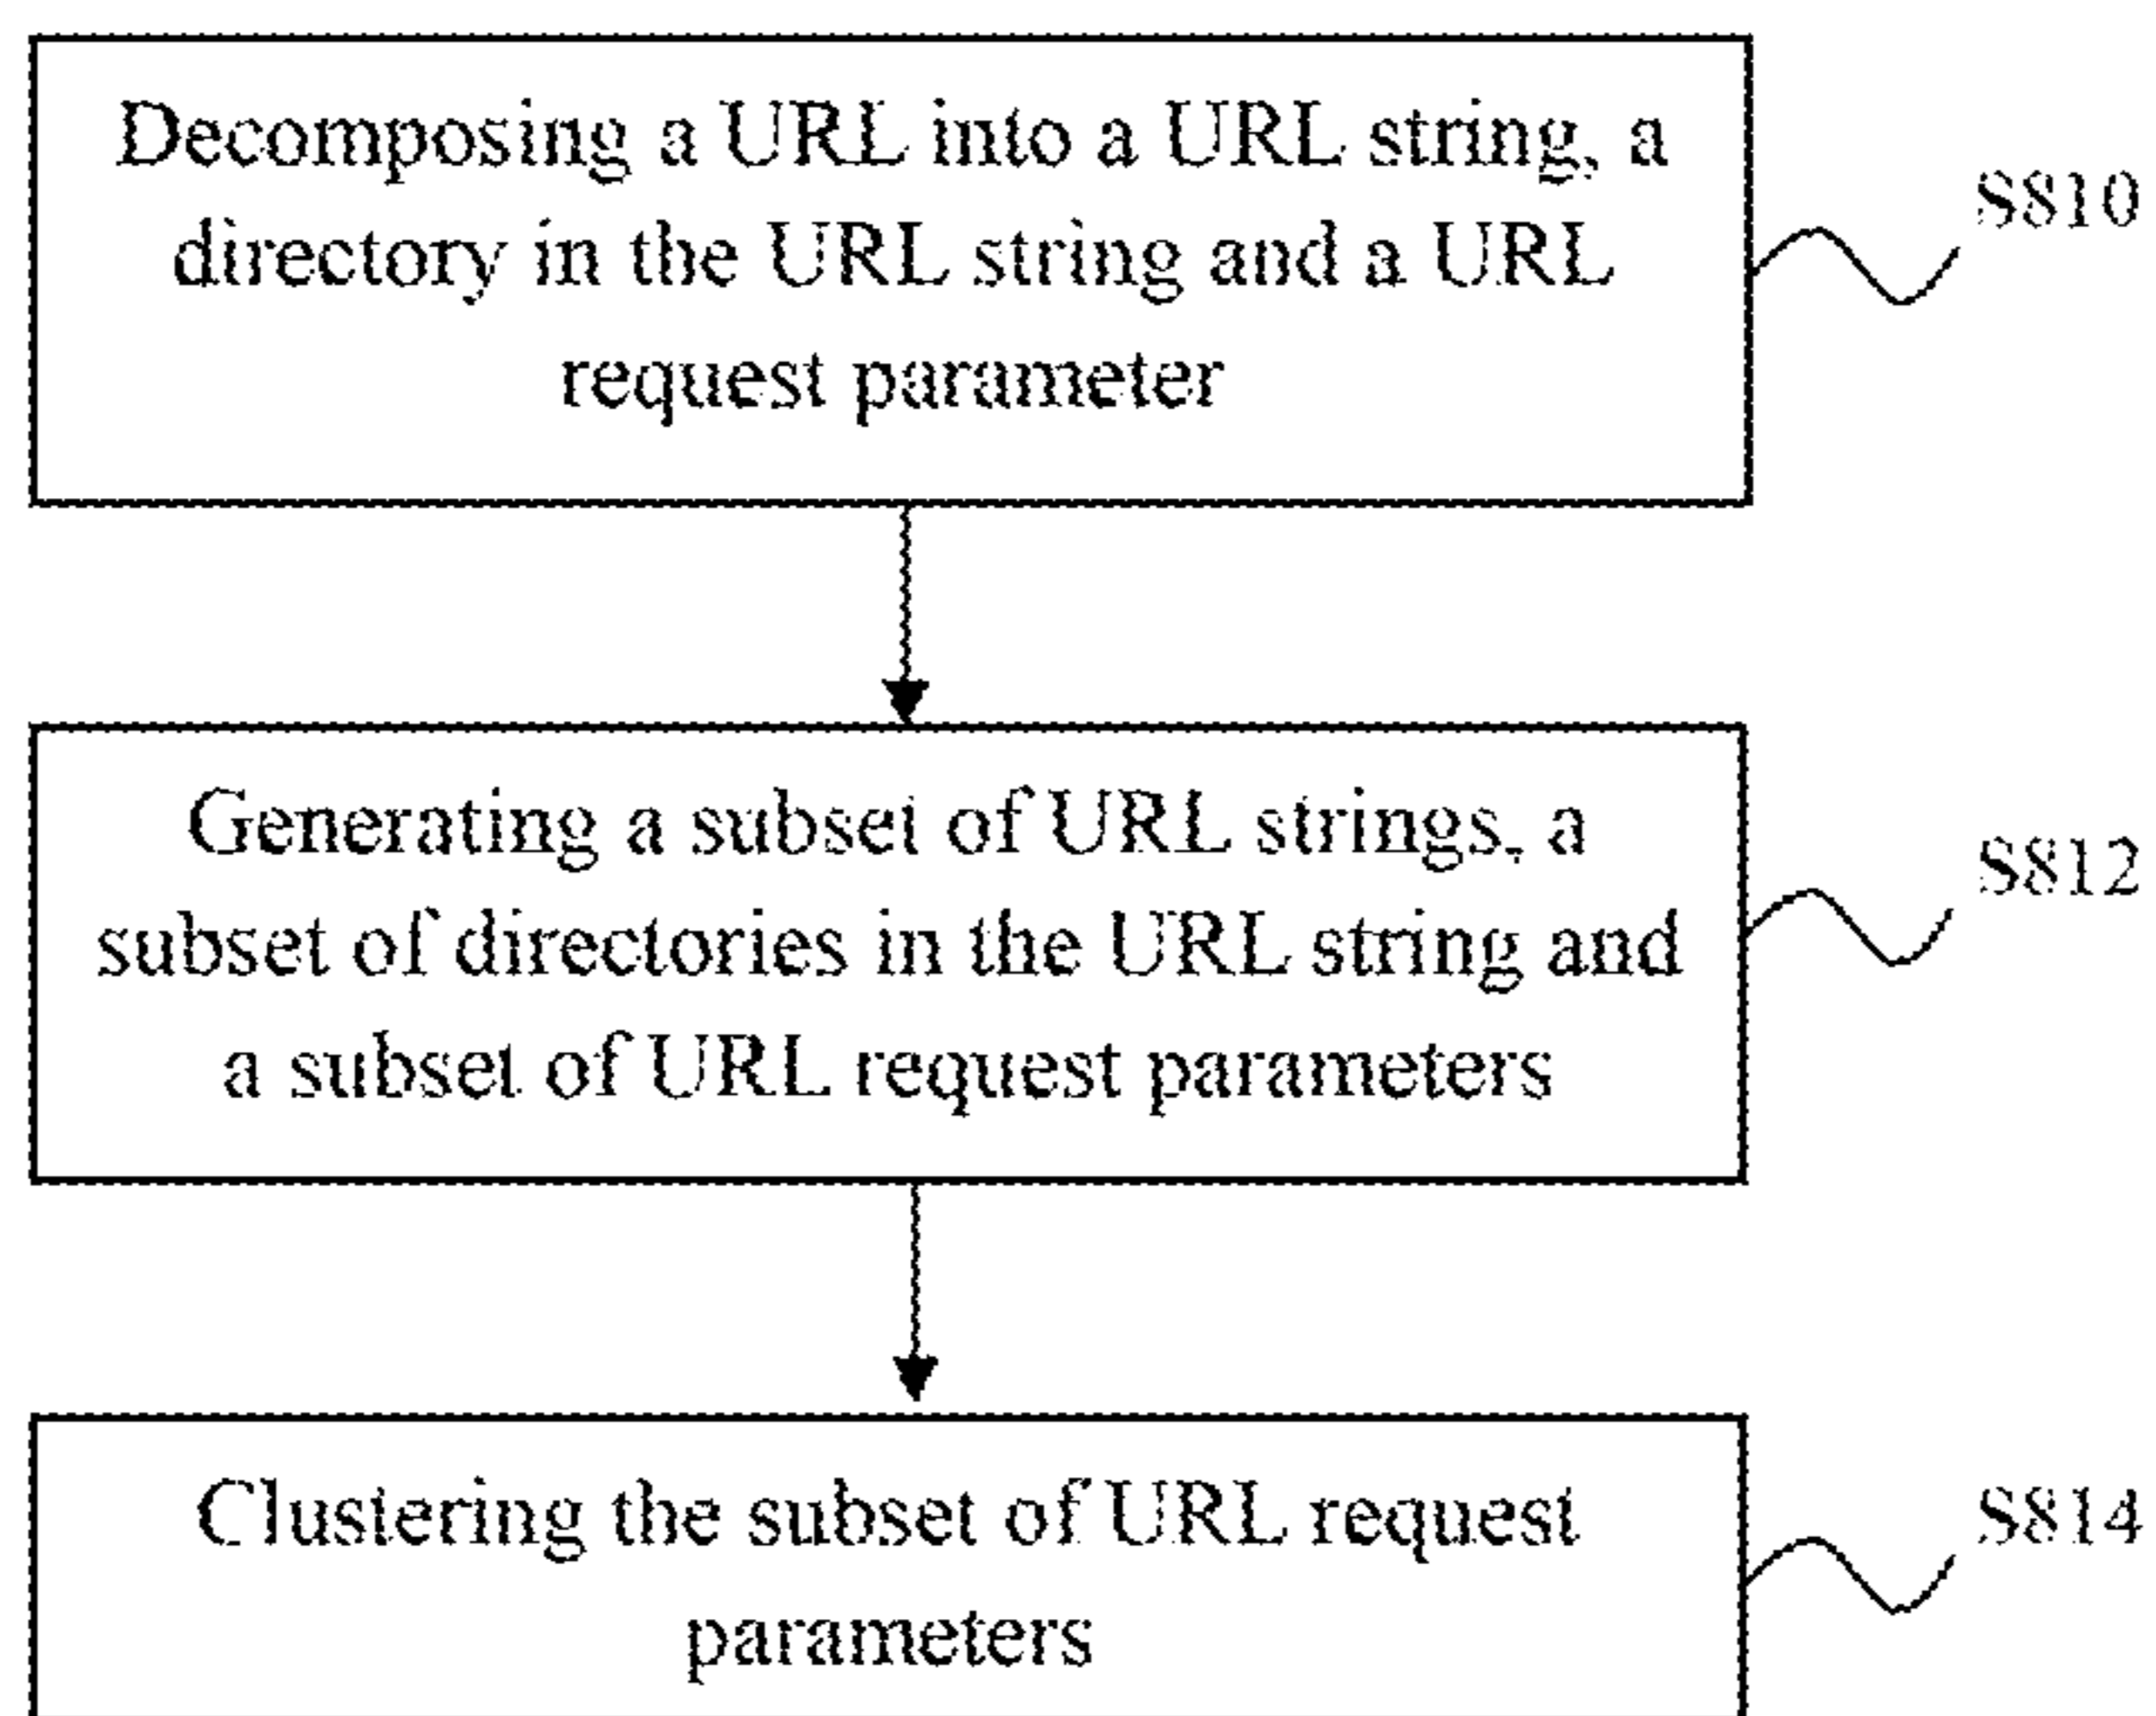 Decomposing a URL into a URL string, a
directory in the URL string and a URL
request parameter
S810
Generating a subset of URL strings, a
subset of directories in the URL string and
a subset of URL request parameters
S812
Clustering the subset of URL request
parameters
S814